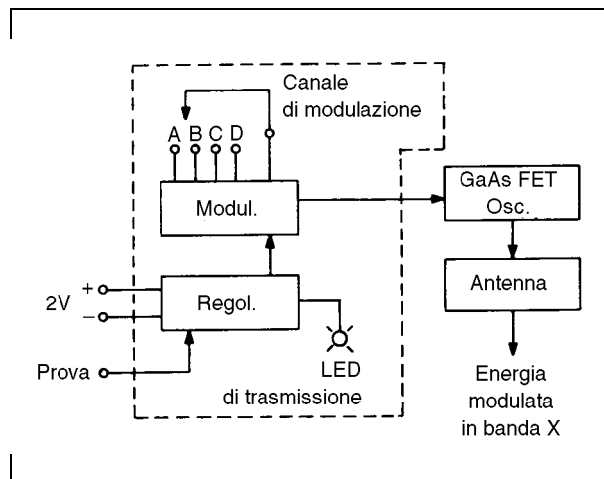 Canale
di modulazione
A B C D
Modul.
GaAs FET
Osc.
Antenna
2V + −
Regol.
LED
Prova
di trasmissione
Energia
modulata
in banda X